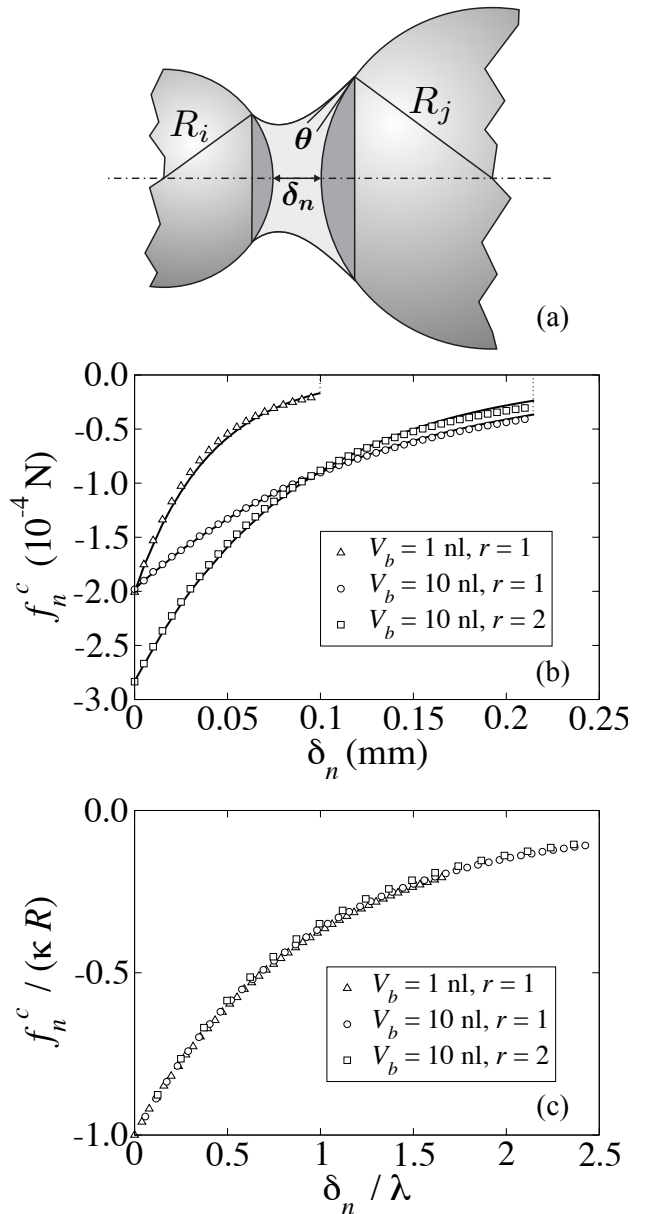 R_i
R_j
θ
δ_n
(a)
f_n^c (10^-4 N)
0.0
-0.5
-1.0
-1.5
-2.0
-2.5
-3.0
V_b = 1 nl, r = 1
V_b = 10 nl, r = 1
V_b = 10 nl, r = 2
(b)
0 0.05 0.1 0.15 0.2 0.25
δ_n (mm)
f_n^c / (κ R)
0.0
-0.5
-1.0
V_b = 1 nl, r = 1
V_b = 10 nl, r = 1
V_b = 10 nl, r = 2
(c)
0 0.5 1 1.5 2 2.5
δ_n / λ